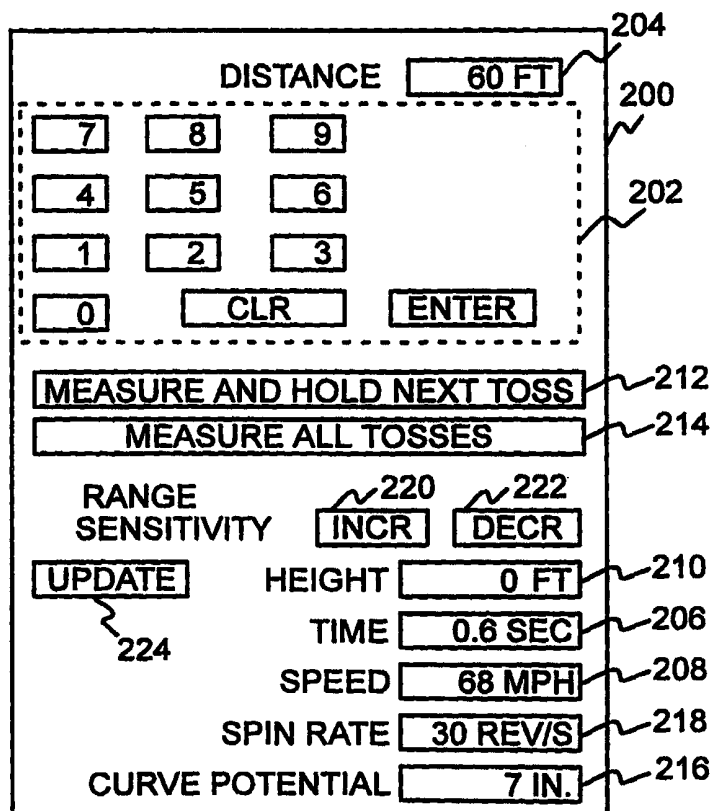 204
DISTANCE 60 FT
200
7 8 9
202
4 5 6
1 2 3
0 CLR ENTER
MEASURE AND HOLD NEXT TOSS 212
MEASURE ALL TOSSES 214
220 222
RANGE
SENSITIVITY INCR DECR
UPDATE HEIGHT 0 FT 210
224
TIME 0.6 SEC 206
SPEED 68 MPH 208
SPIN RATE 30 REV/S 218
CURVE POTENTIAL 7 IN. 216